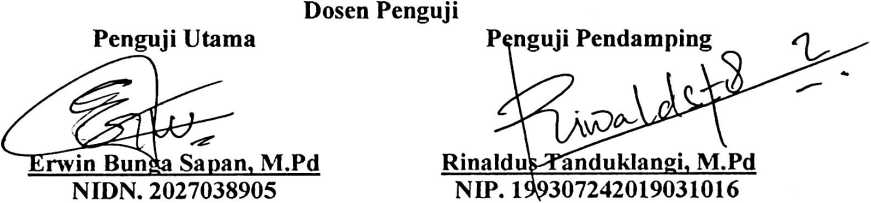 Dosen Penguji
Penguji Utama
Penguji Pendamping
Erwin Bunga Sapan, M.Pd
Rinaldus Tanduklangi, M.Pd
NIDN. 2027038905
NIP. 199307242019031016